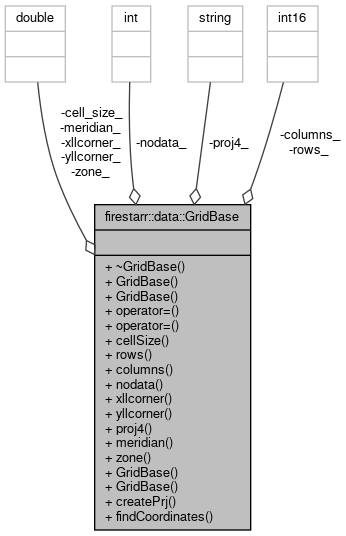 double
int
string
int16
-cell_size_
-meridian_
-xllcorner_
-yllcorner_
-zone_
-nodata_
-proj4_
-columns_
-rows_
firestarr::data::GridBase
+ ~GridBase()
+ GridBase()
+ GridBase()
+ operator=()
+ operator=()
+ cellSize()
+ rows()
+ columns()
+ nodata()
+ xllcorner()
+ yllcorner()
+ proj4()
+ meridian()
+ zone()
+ GridBase()
+ GridBase()
+ createPrj()
+ findCoordinates()